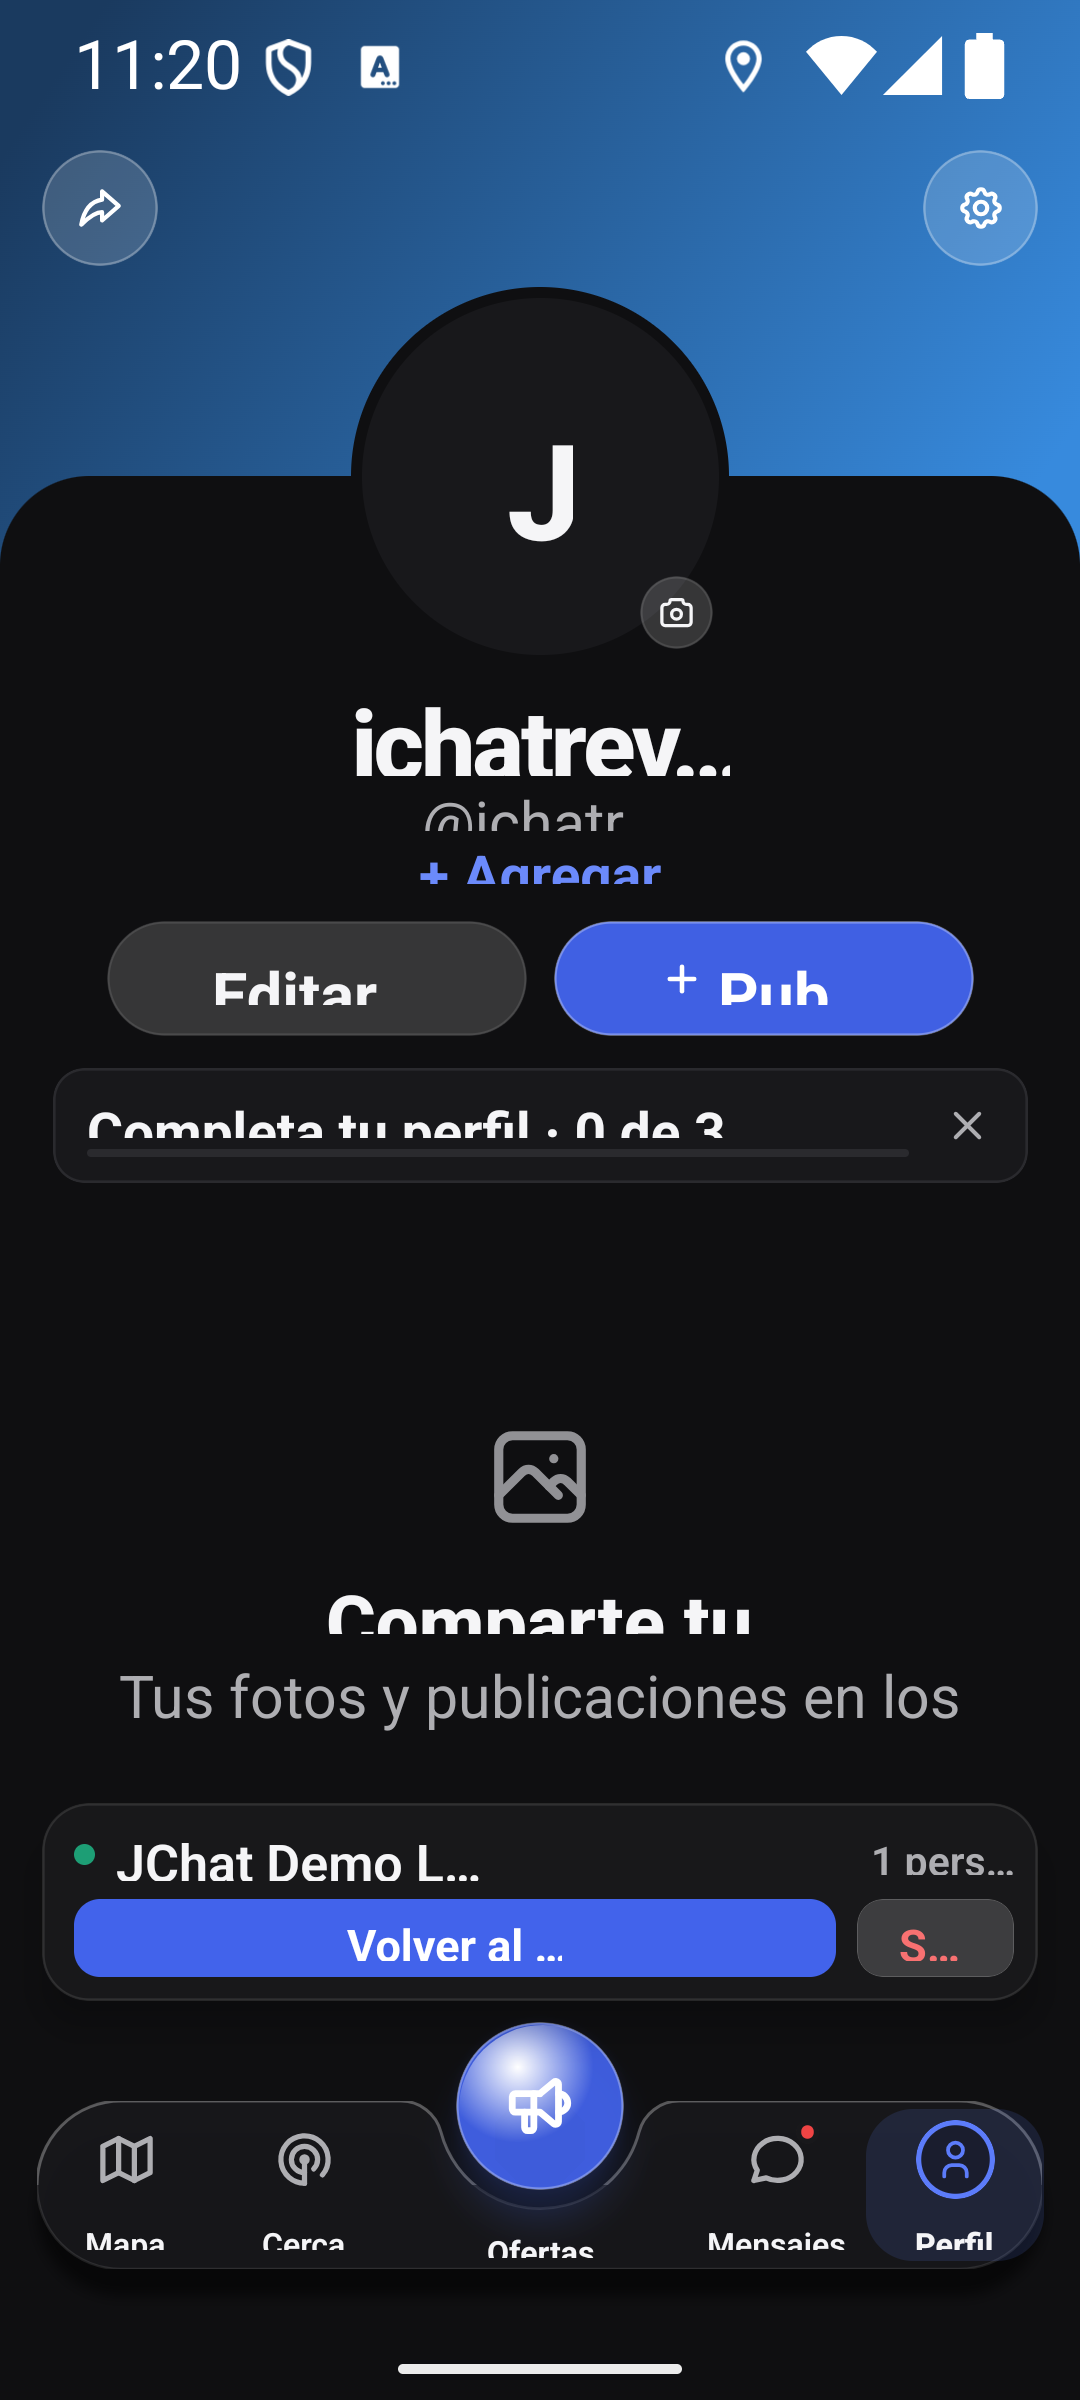 11:20
J
ichatrev...
@ichatr
+ Agregar
Editar
+ Pub
Completa tu perfil · 0 de 3
Comparte tu
Tus fotos y publicaciones en los
JChat Demo L...
1 pers...
Volver al ...
S...
Mapa
Cerca
Ofertas
Mensajes
Perfil